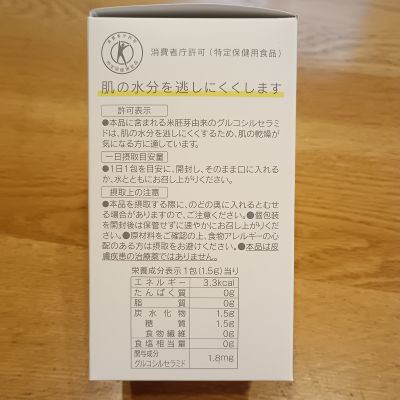 消費者庁許可
特定保健用食品
消費者庁許可(特定保健用食品)
肌の水分を逃しにくくします
許可表示
●本品に含まれる米胚芽由来のグルコシルセラミ
ドは、肌の水分を逃しにくくするため、肌の乾燥が
気になる方に適しています。
一日摂取目安量
●1日1包を目安に、開封し、そのまま口に入れる
か、水とともにお召し上がりください。
摂取上の注意
●本品を摂取する際に、のどの奥に入れるとむせ
る場合がありますので、ご注意ください。●個包装
を開封後は保管せずに速やかにお召し上がりくだ
さい。●原材料をご確認の上、食物アレルギーの心
配のある方は摂取をお避けください。●本品は皮
膚疾患の治療薬ではありません。
栄養成分表示 1包(1.5g)当り
エネルギー 3.3kcal
たんぱく質 0g
脂質 0g
炭水化物 1.5g
糖質 1.5g
食物繊維 0g
食塩相当量 0g
関与成分
グルコシルセラミド 1.8mg